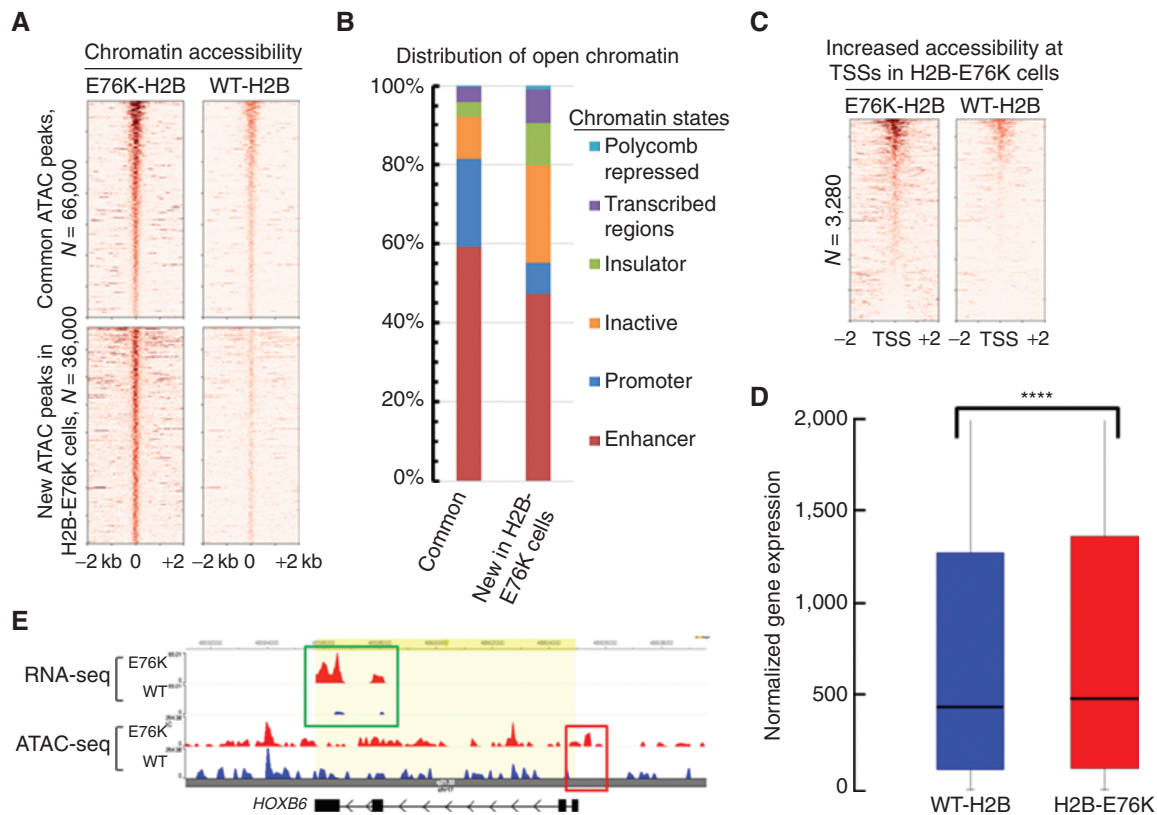 A
Chromatin accessibility
E76K-H2B WT-H2B
Common ATAC peaks,
N = 66,000
New ATAC peaks in
H2B-E76K cells, N = 36,000
−2 kb 0 +2 −2 kb 0 +2 kb
B
Distribution of open chromatin
100%
80%
60%
40%
20%
0%
Common
New in H2B-
E76K cells
Chromatin states
Polycomb
repressed
Transcribed
regions
Insulator
Inactive
Promoter
Enhancer
C
Increased accessibility at
TSSs in H2B-E76K cells
E76K-H2B WT-H2B
N = 3,280
−2 TSS +2 −2 TSS +2
D
****
Normalized gene expression
2,000
1,500
1,000
500
0
WT-H2B H2B-E76K
E
RNA-seq
E76K
WT
ATAC-seq
E76K
WT
HOXB6